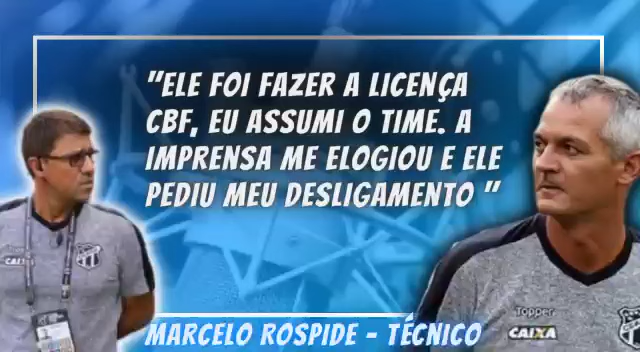 "ELE FOI FAZER A LICENÇA
CBF, EU ASSUMI O TIME. A
IMPRENSA ME ELOGIOU E ELE
PEDIU MEU DESLIGAMENTO "
Topper
CAIXA
MARCELO ROSPIDE - TÉCNICO